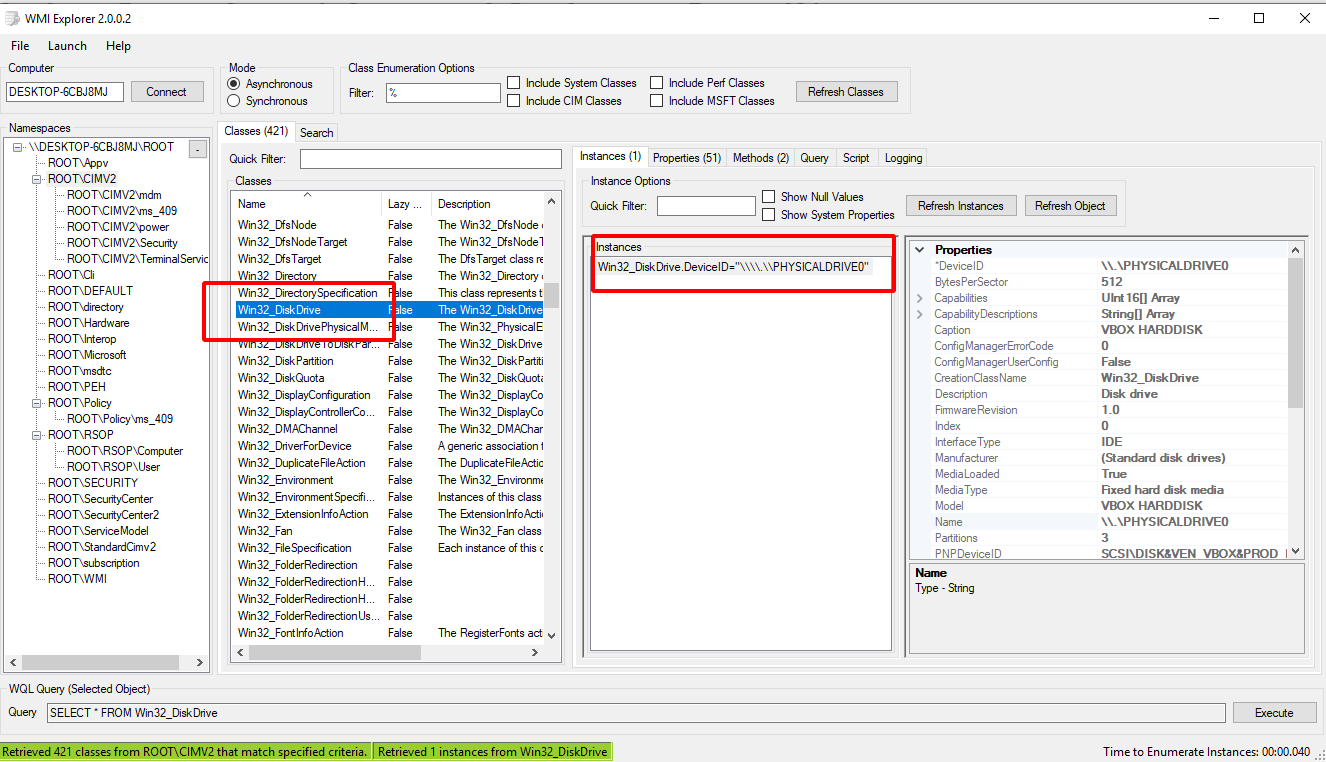 WMI Explorer 2.0.0.2
File Launch Help
Computer
DESKTOP-6CBJ8MJ Connect
Mode
Asynchronous
Synchronous
Class Enumeration Options
Filter: % Include System Classes Include Perf Classes Refresh Classes
Include CIM Classes Include MSFT Classes
Namespaces
\\DESKTOP-6CBJ8MJ\ROOT -
ROOT\Appv
ROOT\CIMV2
ROOT\CIMV2\mdm
ROOT\CIMV2\ms_409
ROOT\CIMV2\power
ROOT\CIMV2\Security
ROOT\CIMV2\TerminalServic
ROOT\Cli
ROOT\DEFAULT
ROOT\directory
ROOT\Hardware
ROOT\Interop
ROOT\Microsoft
ROOT\msdtc
ROOT\PEH
ROOT\Policy
ROOT\Policy\ms_409
ROOT\RSOP
ROOT\RSOP\Computer
ROOT\RSOP\User
ROOT\SECURITY
ROOT\SecurityCenter
ROOT\SecurityCenter2
ROOT\ServiceModel
ROOT\StandardCimv2
ROOT\subscription
ROOT\WMI
Classes (421) Search
Quick Filter:
Classes
Name Lazy ... Description
Win32_DfsNode False The Win32_DfsNode
Win32_DfsNodeTarget False The Win32_DfsNodeT
Win32_DfsTarget False The DfsTarget class re
Win32_Directory False The Win32_Directory
Win32_DirectorySpecification False This class represents t
Win32_DiskDrive False The Win32_DiskDrive
Win32_DiskDrivePhysicalM... False The Win32_PhysicalE
Win32_DiskDriveToDiskPar... False The Win32_DiskDrive
Win32_DiskPartition False The Win32_DiskPartiti
Win32_DiskQuota False The Win32_DiskQuota
Win32_DisplayConfiguration False The Win32_DisplayCo
Win32_DisplayControllerCo... False The Win32_DisplayCo
Win32_DMAChannel False The Win32_DMAChan
Win32_DriverForDevice False A generic association f
Win32_DuplicateFileAction False The DuplicateFileActio
Win32_Environment False The Win32_Environme
Win32_EnvironmentSpecifi... False Instances of this class
Win32_ExtensionInfoAction False The ExtensionInfoActio
Win32_Fan False The Win32_Fan class
Win32_FileSpecification False Each instance of this c
Win32_FolderRedirection False
Win32_FolderRedirectionH... False
Win32_FolderRedirectionH... False
Win32_FolderRedirectionUs... False
Win32_FontInfoAction False The RegisterFonts acti
Instances (1) Properties (51) Methods (2) Query Script Logging
Instance Options
Quick Filter: Show Null Values Refresh Instances Refresh Object
Show System Properties
Instances
Win32_DiskDrive.DeviceID="\\\\.\\PHYSICALDRIVE0"
Properties
*DeviceID \\.\PHYSICALDRIVE0
BytesPerSector 512
Capabilities UInt16[] Array
CapabilityDescriptions String[] Array
Caption VBOX HARDDISK
ConfigManagerErrorCode 0
ConfigManagerUserConfig False
CreationClassName Win32_DiskDrive
Description Disk drive
FirmwareRevision 1.0
Index 0
InterfaceType IDE
Manufacturer (Standard disk drives)
MediaLoaded True
MediaType Fixed hard disk media
Model VBOX HARDDISK
Name \\.\PHYSICALDRIVE0
Partitions 3
PNPDeviceID SCSI\DISK&VEN_VBOX&PROD_
Name
Type - String
WQL Query (Selected Object)
Query SELECT * FROM Win32_DiskDrive Execute
Retrieved 421 classes from ROOT\CIMV2 that match specified criteria. Retrieved 1 instances from Win32_DiskDrive Time to Enumerate Instances: 00:00.040